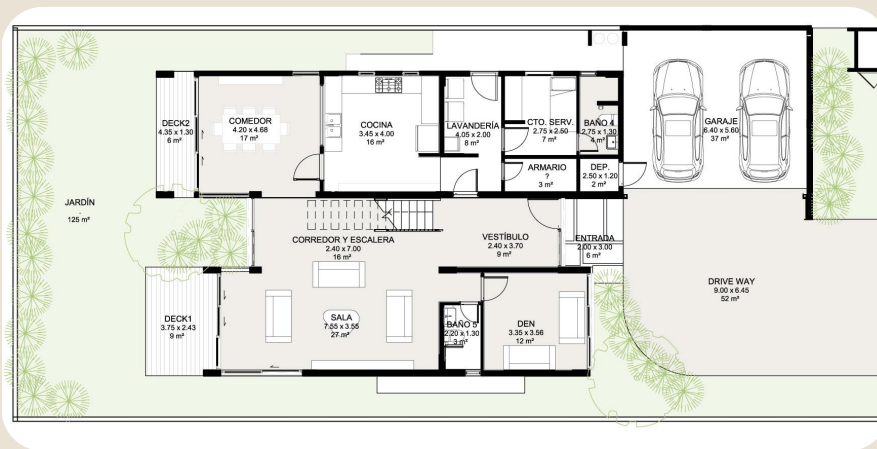 DECK2
4.35 x 1.30
6 m²
COMEDOR
4.20 x 4.68
17 m²
COCINA
3.45 x 4.00
16 m²
LAVANDERÍA
4.05 x 2.00
8 m²
CTO. SERV.
2.75 x 2.50
7 m²
BAÑO 4
2,75 x 1.30
4 m²
GARAJE
6.40 x 5.60
37 m²
ARMARIO
?
3 m²
DEP.
2.50 x 1.20
2 m²
JARDÍN
-
125 m²
CORREDOR Y ESCALERA
2.40 x 7.00
16 m²
VESTÍBULO
2.40 x 3.70
9 m²
ENTRADA
2.00 x 3.00
6 m²
DRIVE WAY
9.00 x 6.45
52 m²
DECK1
3.75 x 2.43
9 m²
SALA
7.55 x 3.55
27 m²
BAÑO 5
2,20 x 1.30
3 m²
DEN
3.35 x 3.56
12 m²